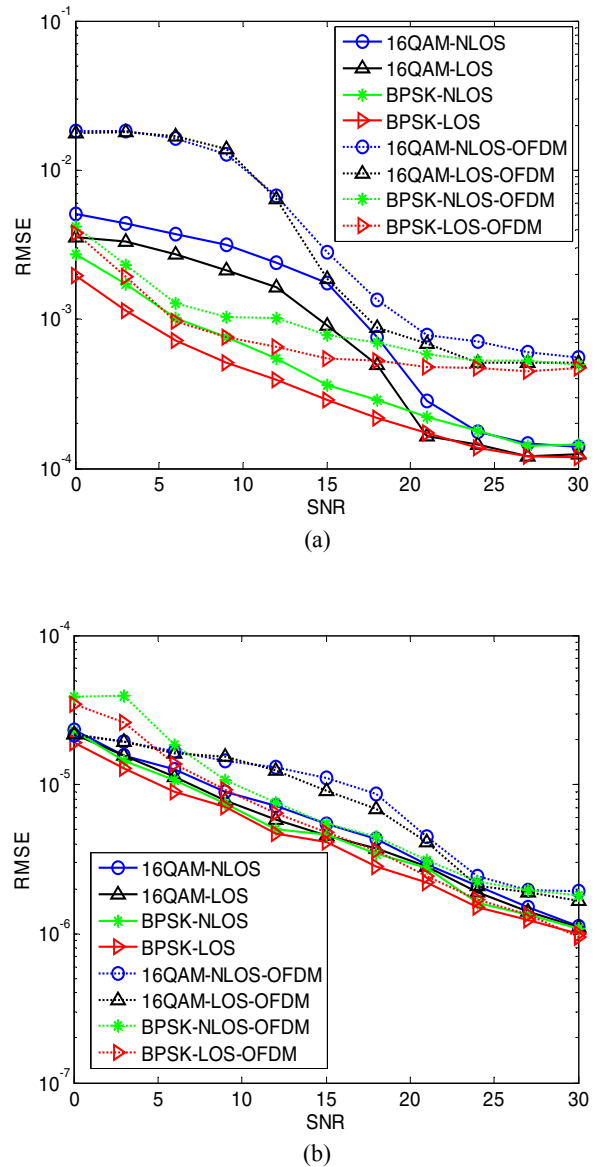 10^-1
10^-2
10^-3
10^-4
RMSE
16QAM-NLOS
16QAM-LOS
BPSK-NLOS
BPSK-LOS
16QAM-NLOS-OFDM
16QAM-LOS-OFDM
BPSK-NLOS-OFDM
BPSK-LOS-OFDM
0 5 10 15 20 25 30
SNR
(a)
10^-4
10^-5
10^-6
10^-7
RMSE
16QAM-NLOS
16QAM-LOS
BPSK-NLOS
BPSK-LOS
16QAM-NLOS-OFDM
16QAM-LOS-OFDM
BPSK-NLOS-OFDM
BPSK-LOS-OFDM
0 5 10 15 20 25 30
SNR
(b)